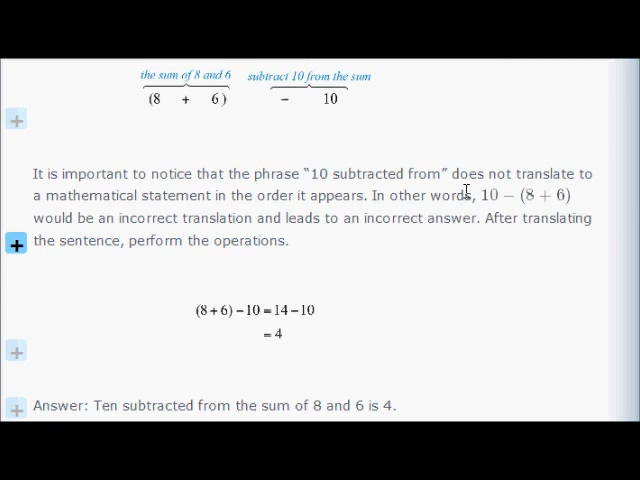 the sum of 8 and 6 subtract 10 from the sum
(8 + 6) − 10
It is important to notice that the phrase “10 subtracted from” does not translate to
a mathematical statement in the order it appears. In other words, 10 − (8 + 6)
would be an incorrect translation and leads to an incorrect answer. After translating
the sentence, perform the operations.
(8 + 6) − 10 = 14 − 10
= 4
Answer: Ten subtracted from the sum of 8 and 6 is 4.